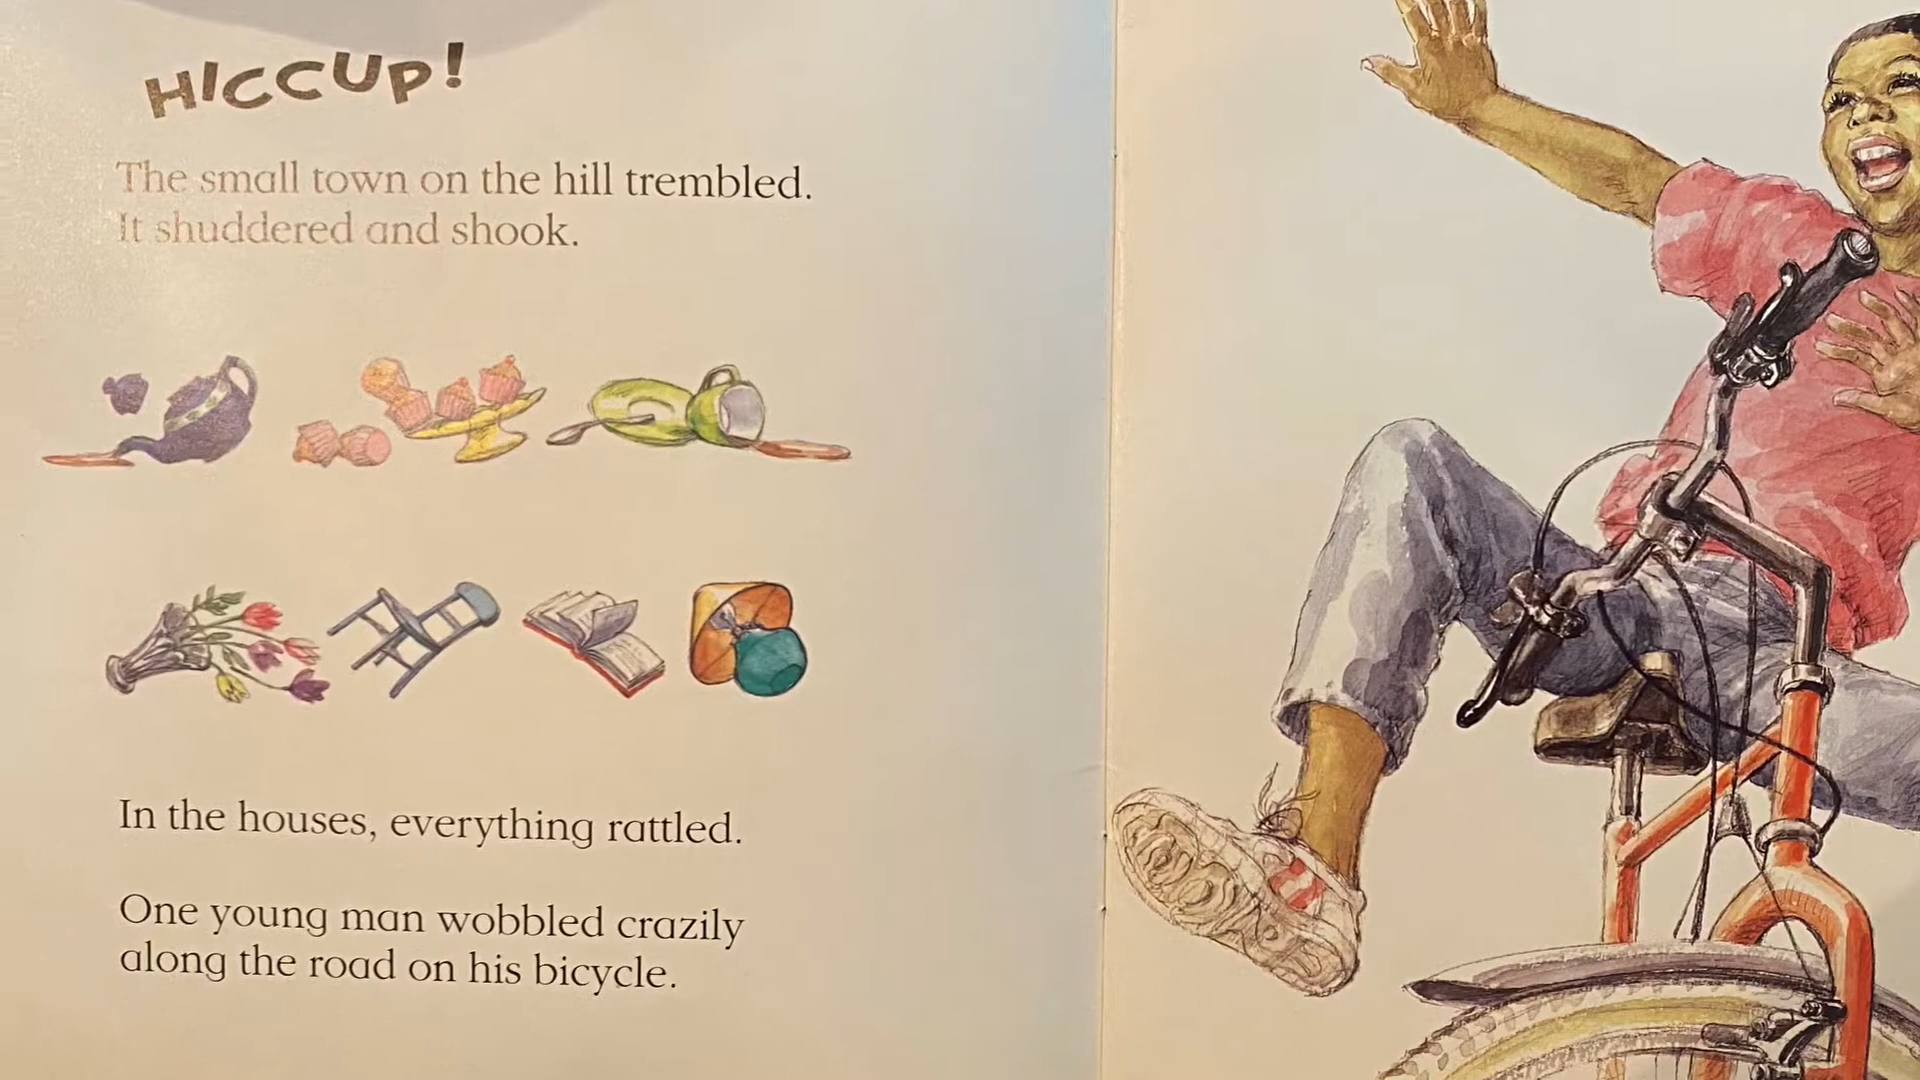 HICCUP!
The small town on the hill trembled.
It shuddered and shook.
In the houses, everything rattled.
One young man wobbled crazily
along the road on his bicycle.